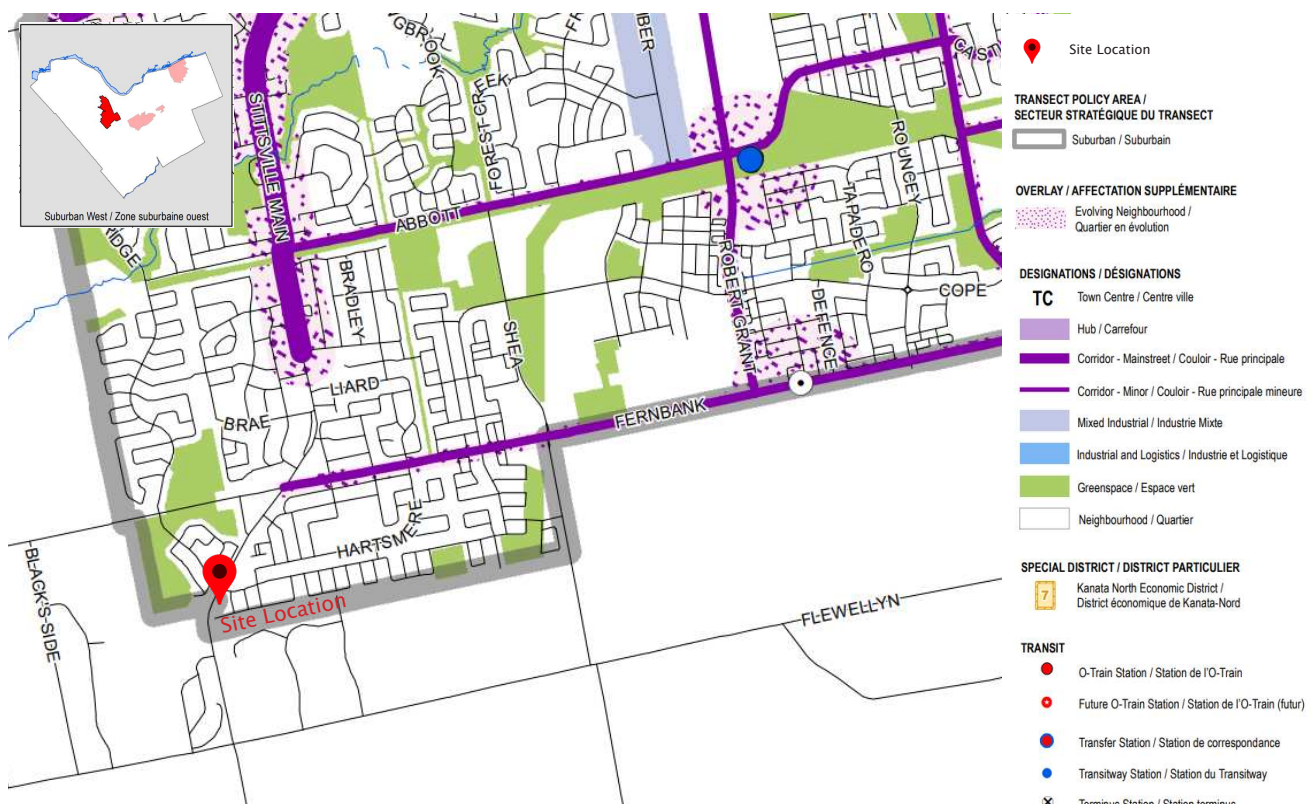 Suburban West / Zone suburbaine ouest
STITTSVILLE MAIN
FOREST CREEK
ABBOTT
BRADLEY
LIARD
BRAE
SHEA
HARTSMERE
FERNBANK
ROBERT GRANT
DEFENCE
TAPADERO
ROUNCEY
COPE
BLACK'S-SIDE
FLEWELLYN
Site Location
Site Location
TRANSECT POLICY AREA /
SECTEUR STRATÉGIQUE DU TRANSECT
Suburban / Suburbain
OVERLAY / AFFECTATION SUPPLÉMENTAIRE
Evolving Neighbourhood /
Quartier en évolution
DESIGNATIONS / DÉSIGNATIONS
TC Town Centre / Centre ville
Hub / Carrefour
Corridor - Mainstreet / Couloir - Rue principale
Corridor - Minor / Couloir - Rue principale mineure
Mixed Industrial / Industrie Mixte
Industrial and Logistics / Industrie et Logistique
Greenspace / Espace vert
Neighbourhood / Quartier
SPECIAL DISTRICT / DISTRICT PARTICULIER
7 Kanata North Economic District /
District économique de Kanata-Nord
TRANSIT
O-Train Station / Station de l'O-Train
Future O-Train Station / Station de l'O-Train (futur)
Transfer Station / Station de correspondance
Transitway Station / Station du Transitway
Terminus Station / Station terminus